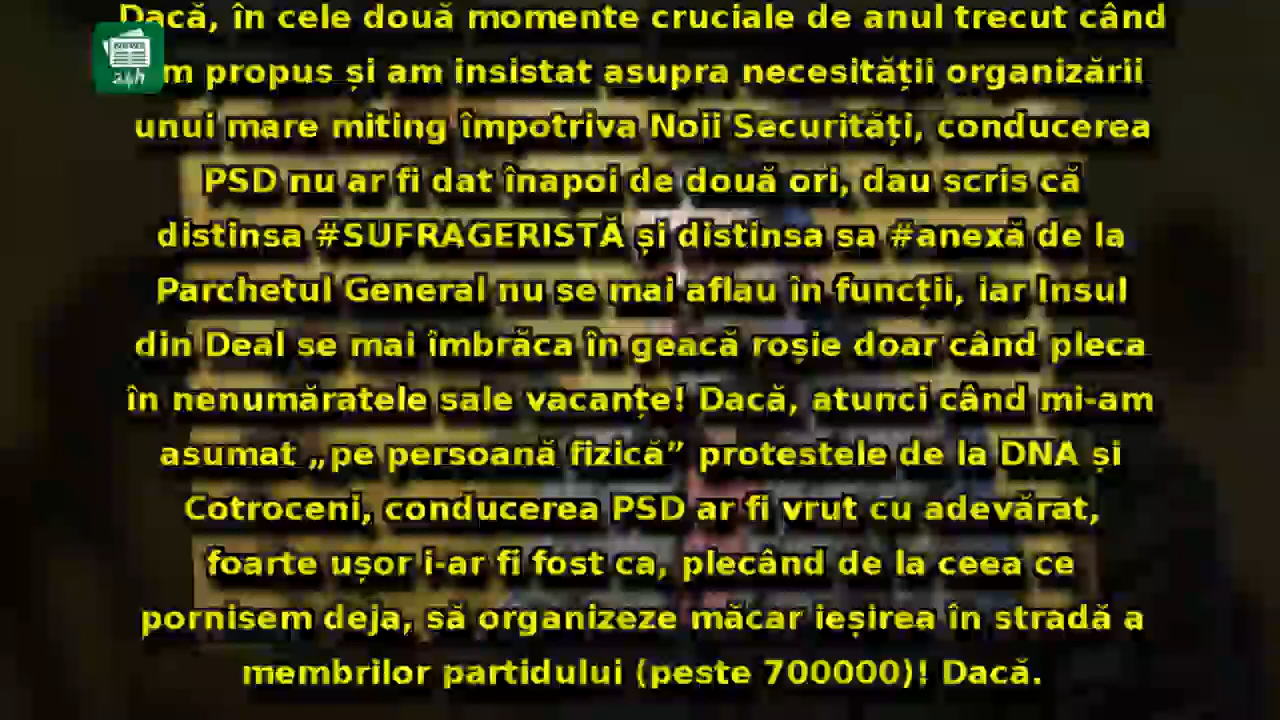 Dacă, în cele două momente cruciale de anul trecut când
am propus și am insistat asupra necesității organizării
unui mare miting împotriva Noii Securități, conducerea
PSD nu ar fi dat înapoi de două ori, dau scris că
distinsa #SUFRAGERISTĂ și distinsa sa #anexă de la
Parchetul General nu se mai aflau în funcții, iar Insul
din Deal se mai îmbrăca în geacă roșie doar când pleca
în nenumăratele sale vacanțe! Dacă, atunci când mi-am
asumat „pe persoană fizică” protestele de la DNA și
Cotroceni, conducerea PSD ar fi vrut cu adevărat,
foarte ușor i-ar fi fost ca, plecând de la ceea ce
pornisem deja, să organizeze măcar ieșirea în stradă a
membrilor partidului (peste 700000)! Dacă.
24h